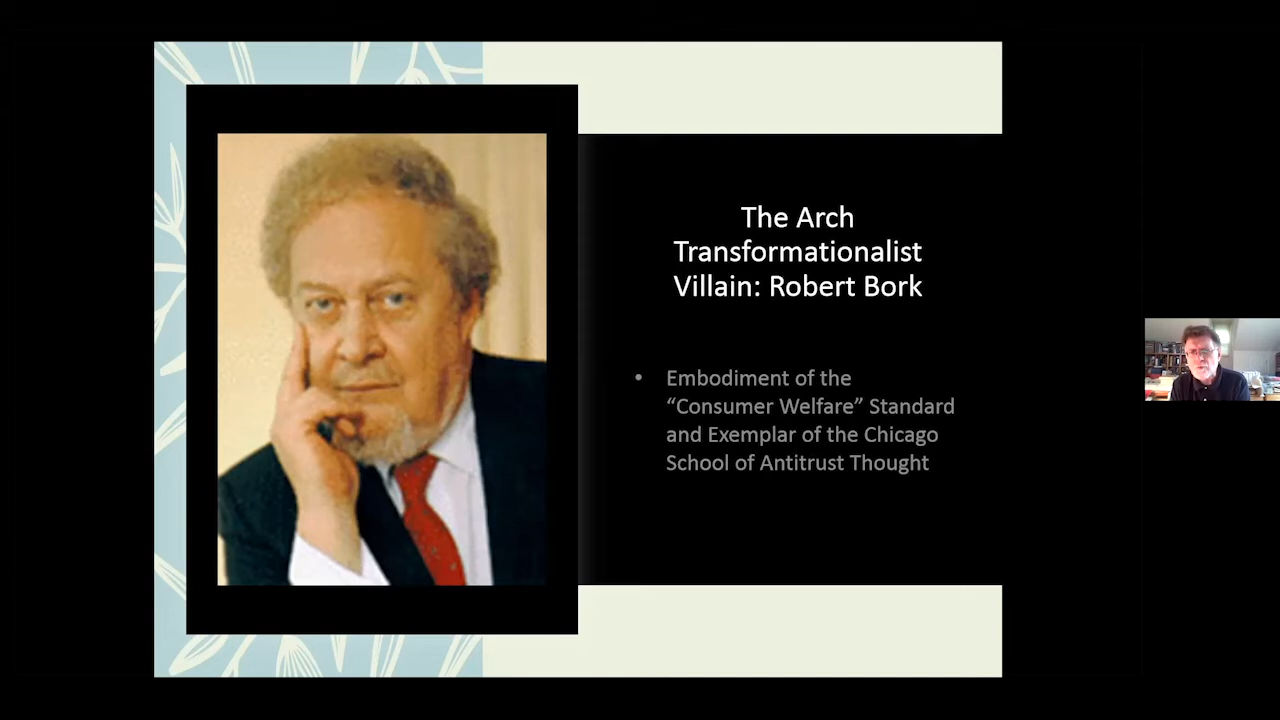 The Arch
Transformationalist
Villain: Robert Bork
• Embodiment of the
“Consumer Welfare” Standard
and Exemplar of the Chicago
School of Antitrust Thought